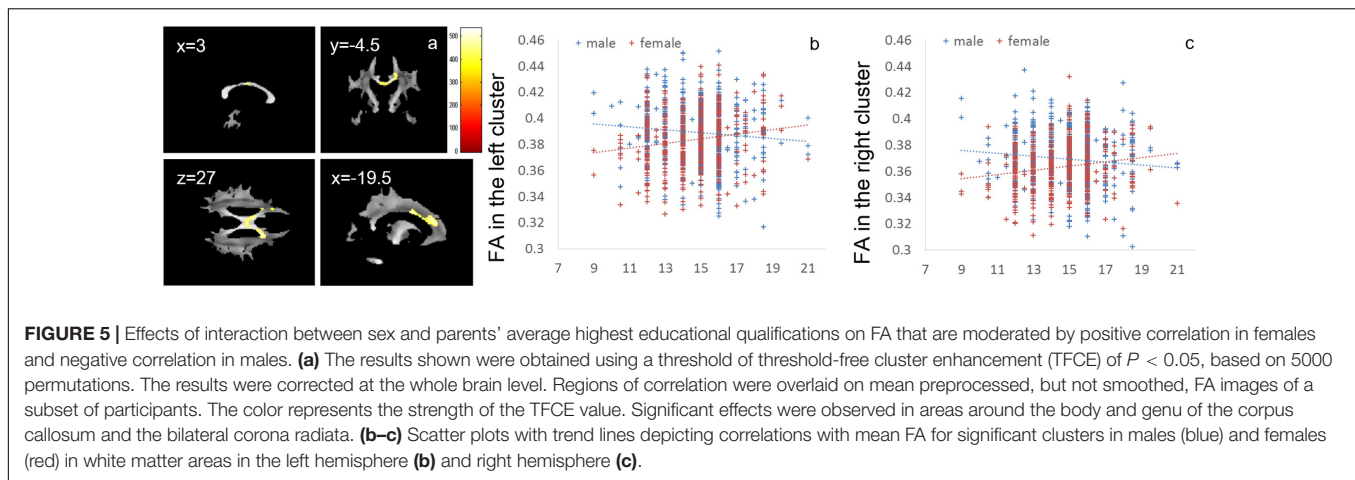 x=3
y=-4.5
a
500
400
300
200
100
0
z=27
x=-19.5
b
male female
FA in the left cluster
0.46
0.44
0.42
0.4
0.38
0.36
0.34
0.32
0.3
7 9 11 13 15 17 19 21
c
male female
FA in the right cluster
0.46
0.44
0.42
0.4
0.38
0.36
0.34
0.32
0.3
7 9 11 13 15 17 19 21
FIGURE 5 | Effects of interaction between sex and parents' average highest educational qualifications on FA that are moderated by positive correlation in females
and negative correlation in males. (a) The results shown were obtained using a threshold of threshold-free cluster enhancement (TFCE) of P < 0.05, based on 5000
permutations. The results were corrected at the whole brain level. Regions of correlation were overlaid on mean preprocessed, but not smoothed, FA images of a
subset of participants. The color represents the strength of the TFCE value. Significant effects were observed in areas around the body and genu of the corpus
callosum and the bilateral corona radiata. (b–c) Scatter plots with trend lines depicting correlations with mean FA for significant clusters in males (blue) and females
(red) in white matter areas in the left hemisphere (b) and right hemisphere (c).